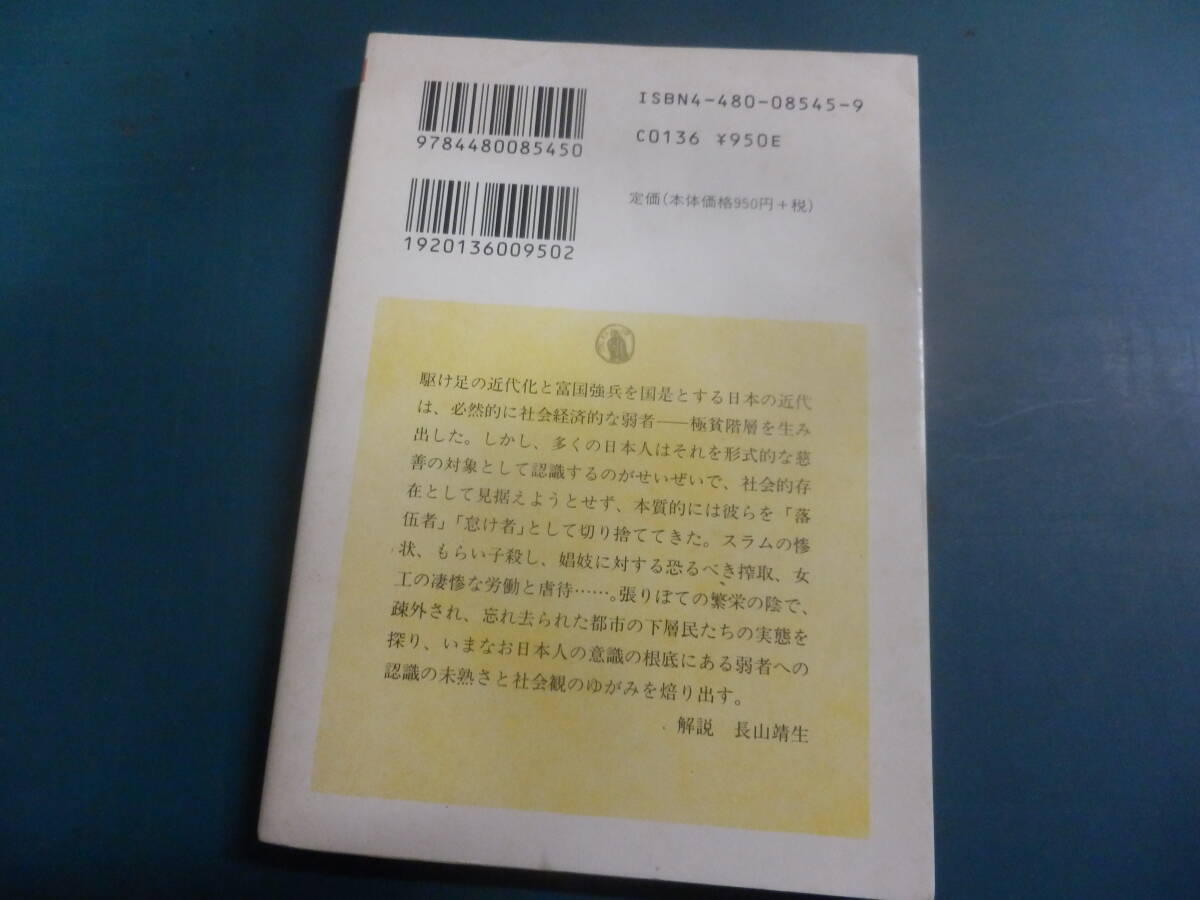 ISBN4-480-08545-9
9784480085450
C0136 ¥950E
定価(本体価格950円+税)
1920136009502
駆け足の近代化と富国強兵を国是とする日本の近代
は、必然的に社会経済的な弱者――極貧階層を生み
出した。しかし、多くの日本人はそれを形式的な慈
善の対象として認識するのがせいぜいで、社会的存
在として見据えようとせず、本質的には彼らを「落
伍者」「怠け者」として切り捨ててきた。スラムの惨
状、もらい子殺し、娼妓に対する恐るべき搾取、女
工の凄惨な労働と虐待……。張りぼての繁栄の陰で、
疎外され、忘れ去られた都市の下層民たちの実態を
探り、いまなお日本人の意識の根底にある弱者への
認識の未熟さと社会観のゆがみを焙り出す。
解説 長山靖生